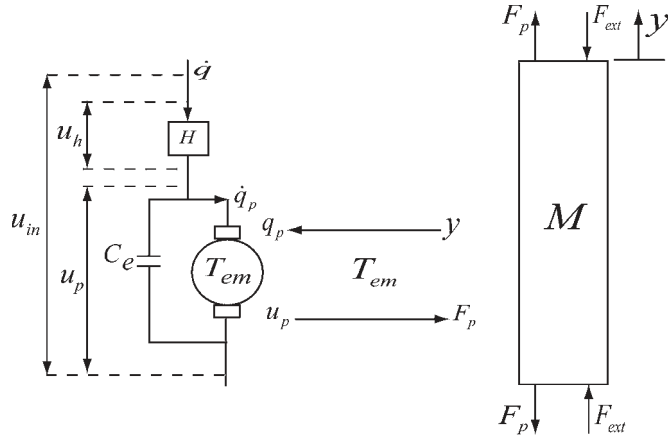 q̇
H
u_h
q̇_p
u_in
u_p
C_e
T_em
q_p
y
T_em
u_p
F_p
F_p
F_ext
y
M
F_p
F_ext